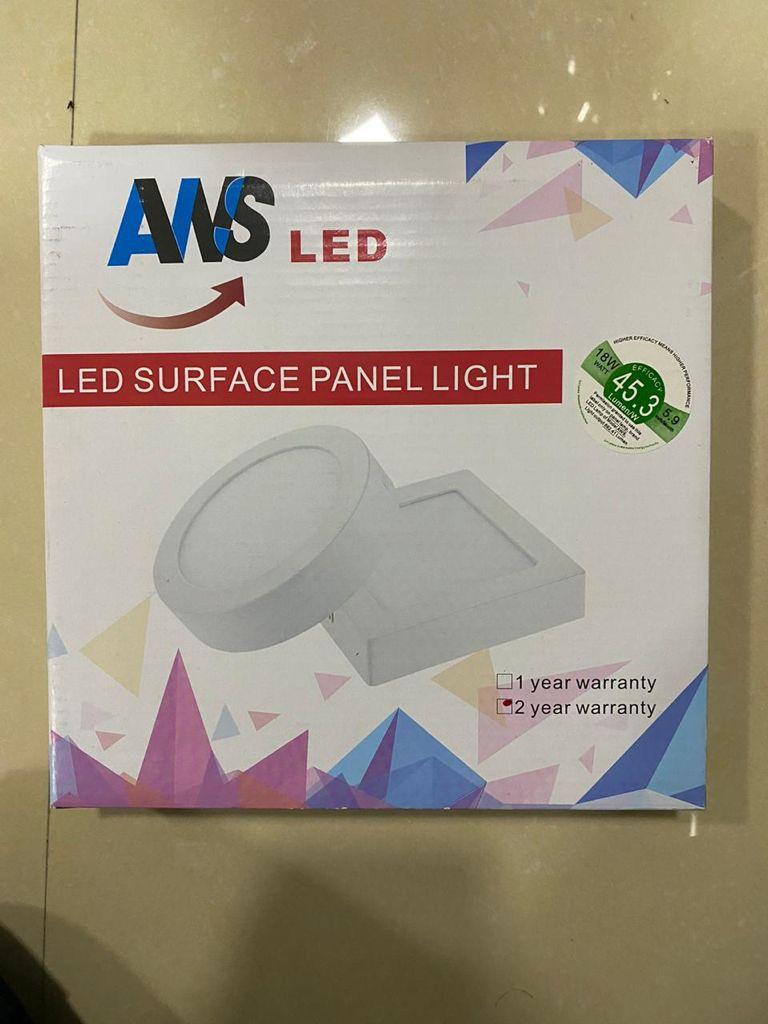 AWS LED
LED SURFACE PANEL LIGHT
HIGHER EFFICACY MEANS HIGHER PERFORMANCE
18W
WATT
EFFICACY
45.3
Lumen/W
5.9
1 year warranty
2 year warranty